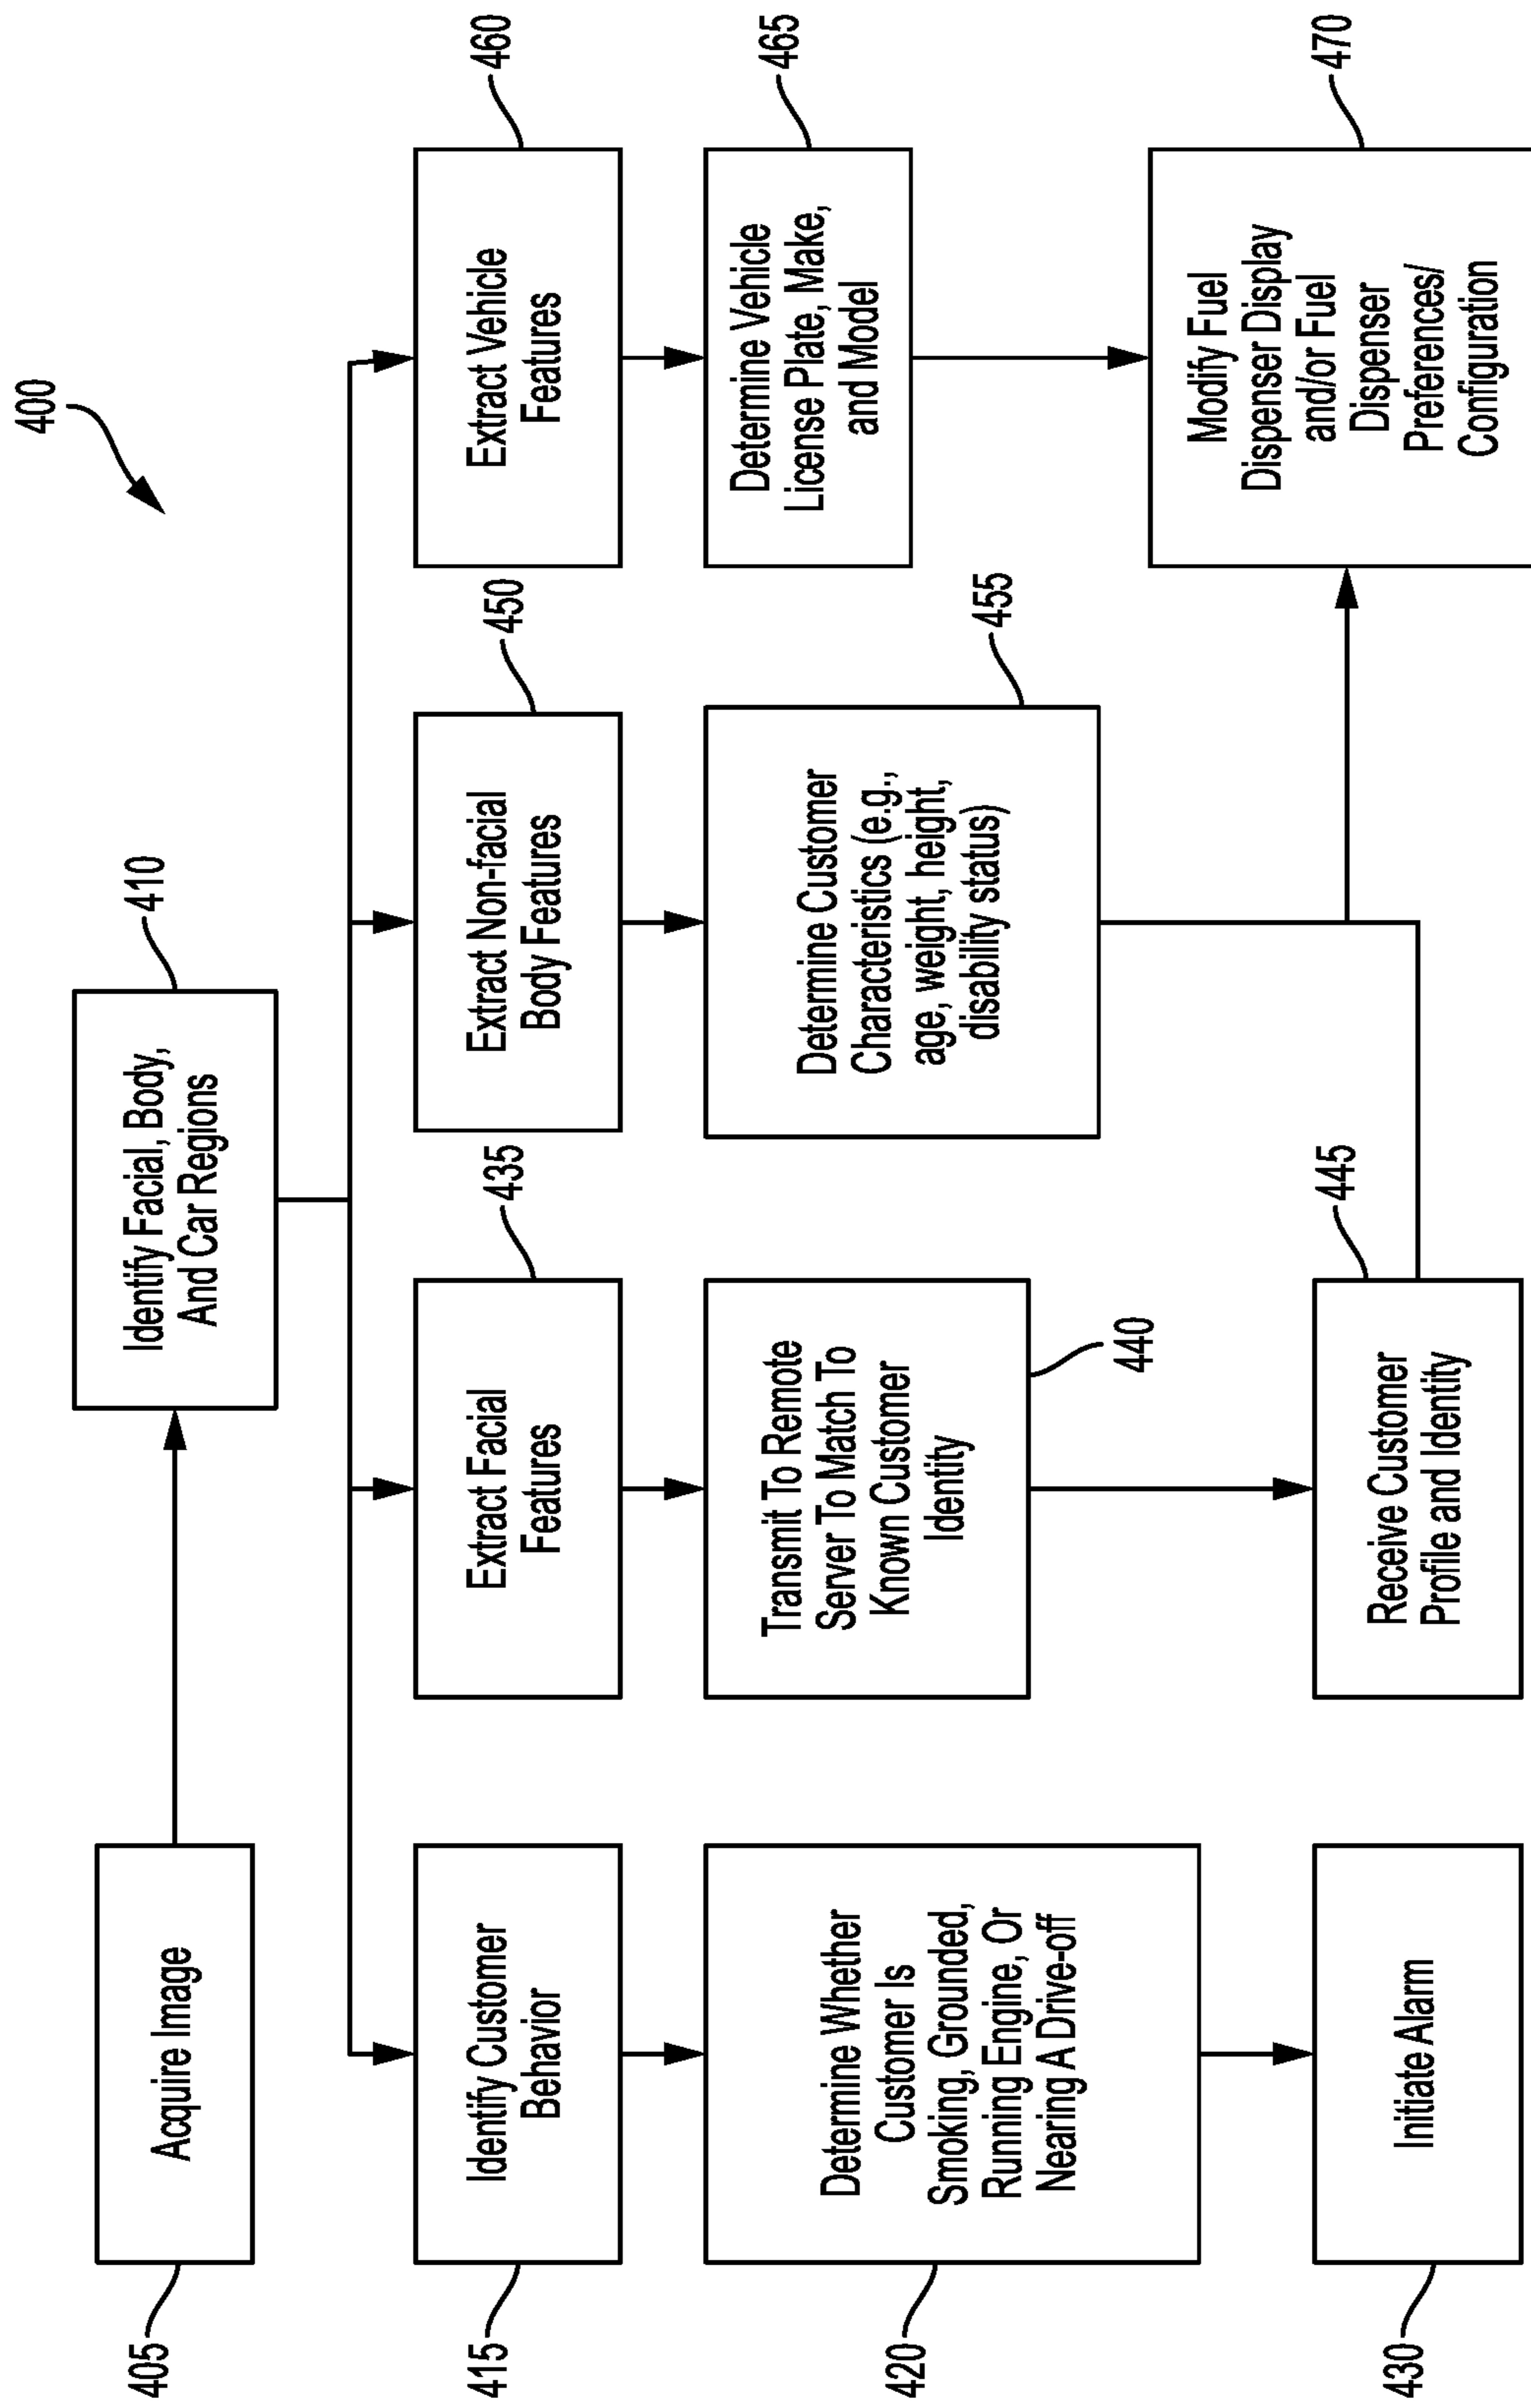 400
405
Acquire Image
410
Identify Facial, Body,
And Car Regions
415
Identify Customer
Behavior
435
Extract Facial
Features
450
Extract Non-facial
Body Features
460
Extract Vehicle
Features
420
Determine Whether
Customer Is
Smoking, Grounded,
Running Engine, Or
Nearing A Drive-off
440
Transmit To Remote
Server To Match To
Known Customer
Identity
455
Determine Customer
Characteristics (e.g.,
age, weight, height,
disability status)
465
Determine Vehicle
License Plate, Make,
and Model
430
Initiate Alarm
445
Receive Customer
Profile and Identity
470
Modify Fuel
Dispenser Display
and/or Fuel
Dispenser
Preferences/
Configuration